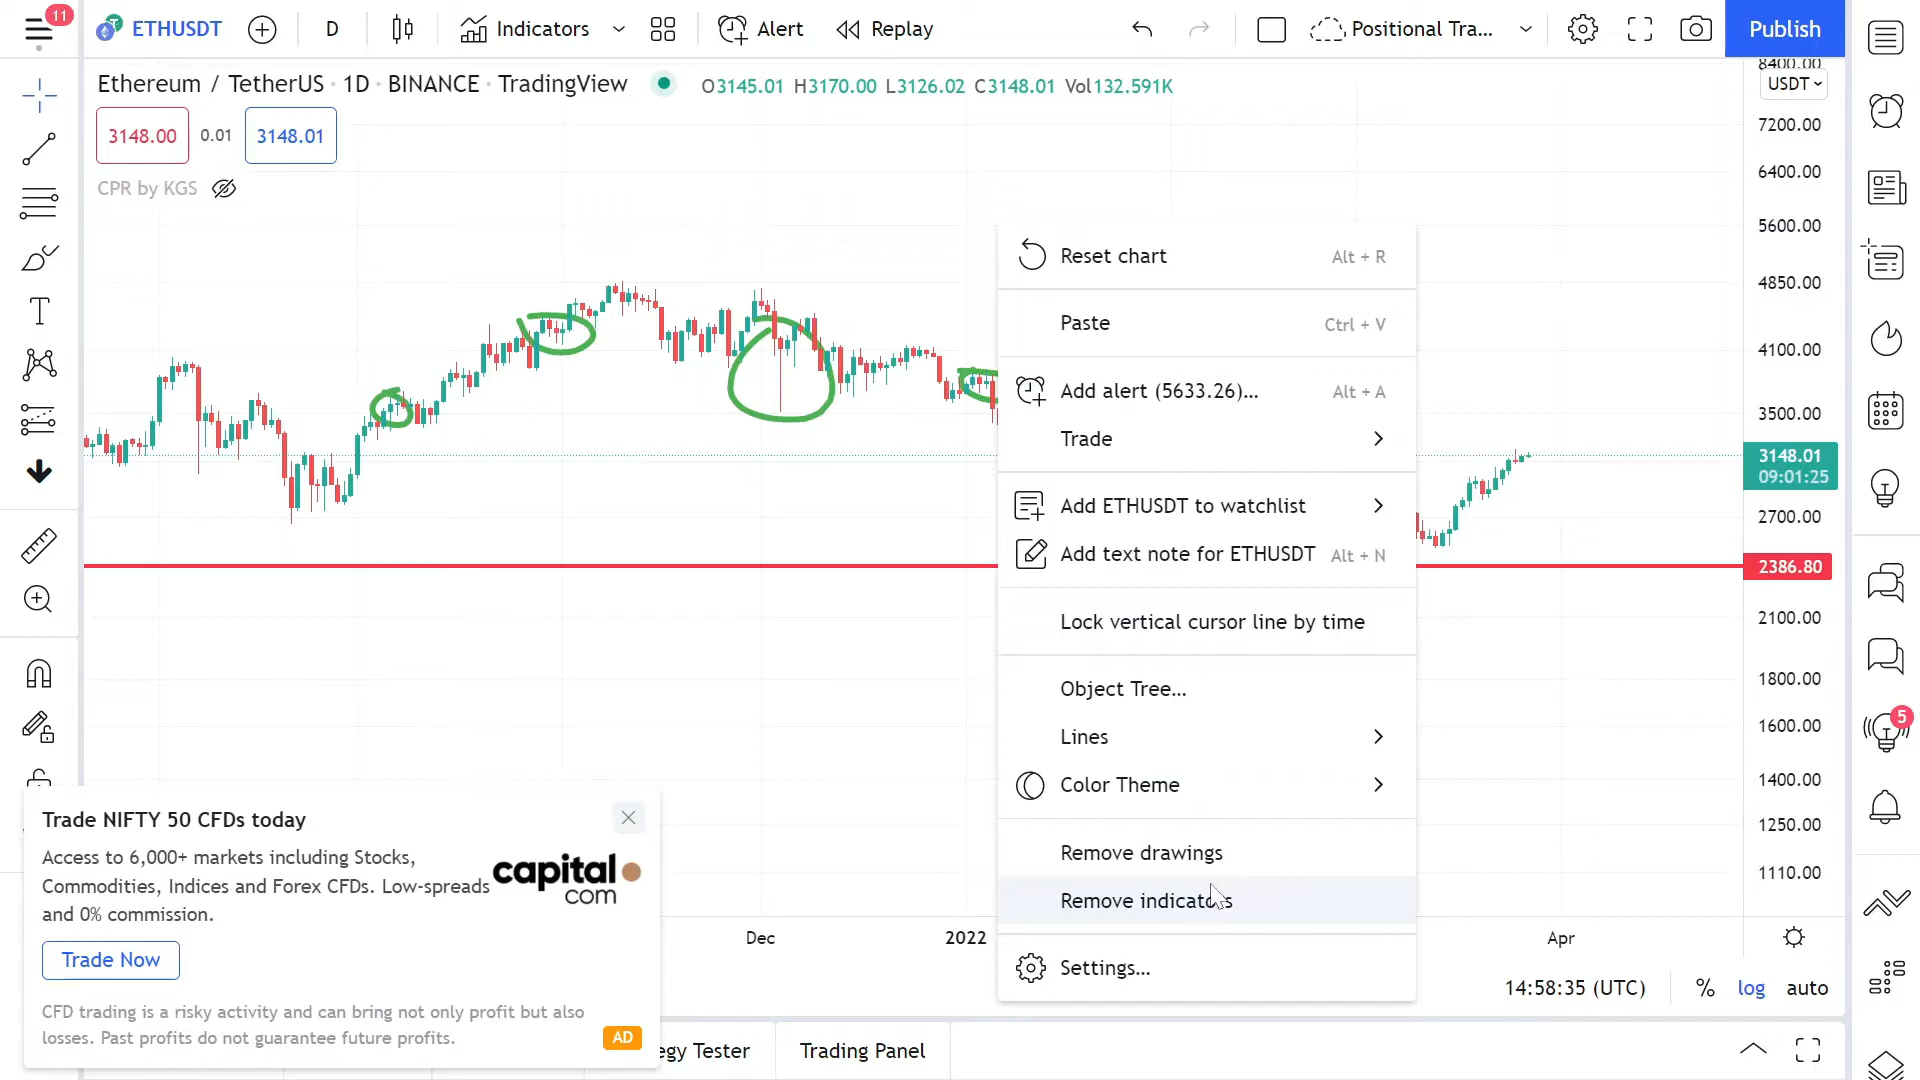 11
ETHUSDT
D
Indicators
Alert
Replay
Positional Tra...
Publish
Ethereum / TetherUS · 1D · BINANCE · TradingView
O3145.01 H3170.00 L3126.02 C3148.01 Vol132.591K
8400.00
USDT
3148.00
0.01
3148.01
CPR by KGS
7200.00
6400.00
5600.00
4850.00
4100.00
3500.00
3148.01
09:01:25
2700.00
2386.80
2100.00
1800.00
1600.00
1400.00
1250.00
1110.00
Reset chart Alt + R
Paste Ctrl + V
Add alert (5633.26)... Alt + A
Trade
Add ETHUSDT to watchlist
Add text note for ETHUSDT Alt + N
Lock vertical cursor line by time
Object Tree...
Lines
Color Theme
Remove drawings
Remove indicators
Settings...
5
Trade NIFTY 50 CFDs today
Access to 6,000+ markets including Stocks,
Commodities, Indices and Forex CFDs. Low-spreads
and 0% commission.
capital
com
Trade Now
CFD trading is a risky activity and can bring not only profit but also
losses. Past profits do not guarantee future profits.
AD
Dec
2022
Apr
14:58:35 (UTC)
%
log
auto
egy Tester
Trading Panel